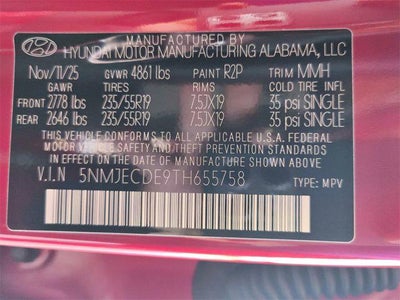 MANUFACTURED BY
HYUNDAI MOTOR MANUFACTURING ALABAMA, LLC
Nov/11/25 GVWR 4861 lbs PAINT R2P TRIM MMH
GAWR TIRES RIMS COLD TIRE INFL
FRONT 2778 lbs 235/55R19 7.5JX19 35 psi SINGLE
REAR 2646 lbs 235/55R19 7.5JX19 35 psi SINGLE
THIS VEHICLE CONFORMS TO ALL APPLICABLE U.S.A. FEDERAL
MOTOR VEHICLE SAFETY AND THEFT PREVENTION STANDARDS
IN EFFECT ON THE DATE OF MANUFACTURE SHOWN ABOVE.
V.I.N 5NMJECDE9TH655758 TYPE: MPV